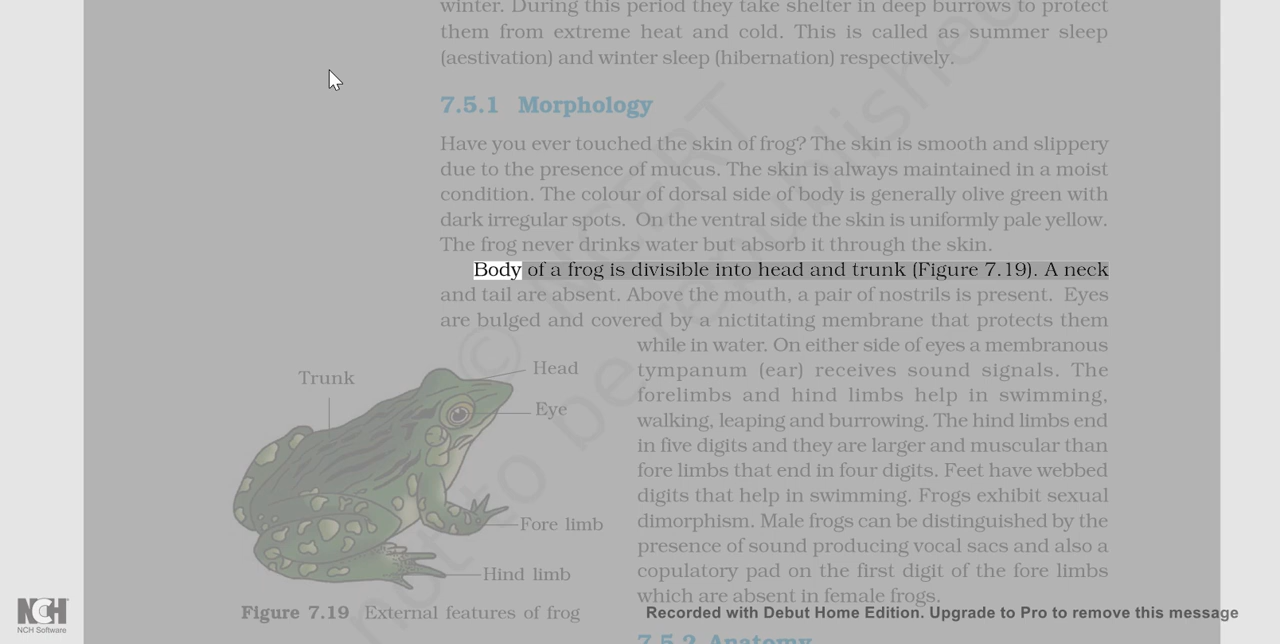 winter. During this period they take shelter in deep burrows to protect
them from extreme heat and cold. This is called as summer sleep
(aestivation) and winter sleep (hibernation) respectively.
7.5.1 Morphology
Have you ever touched the skin of frog? The skin is smooth and slippery
due to the presence of mucus. The skin is always maintained in a moist
condition. The colour of dorsal side of body is generally olive green with
dark irregular spots. On the ventral side the skin is uniformly pale yellow.
The frog never drinks water but absorb it through the skin.
Body of a frog is divisible into head and trunk (Figure 7.19). A neck
and tail are absent. Above the mouth, a pair of nostrils is present. Eyes
are bulged and covered by a nictitating membrane that protects them
while in water. On either side of eyes a membranous
tympanum (ear) receives sound signals. The
forelimbs and hind limbs help in swimming,
walking, leaping and burrowing. The hind limbs end
in five digits and they are larger and muscular than
fore limbs that end in four digits. Feet have webbed
digits that help in swimming. Frogs exhibit sexual
dimorphism. Male frogs can be distinguished by the
presence of sound producing vocal sacs and also a
copulatory pad on the first digit of the fore limbs
which are absent in female frogs.
Trunk
Head
Eye
Fore limb
Hind limb
Figure 7.19 External features of frog
7.5.2 Anatomy
© NCERT
not to be republished
NCH
NCH Software
Recorded with Debut Home Edition. Upgrade to Pro to remove this message